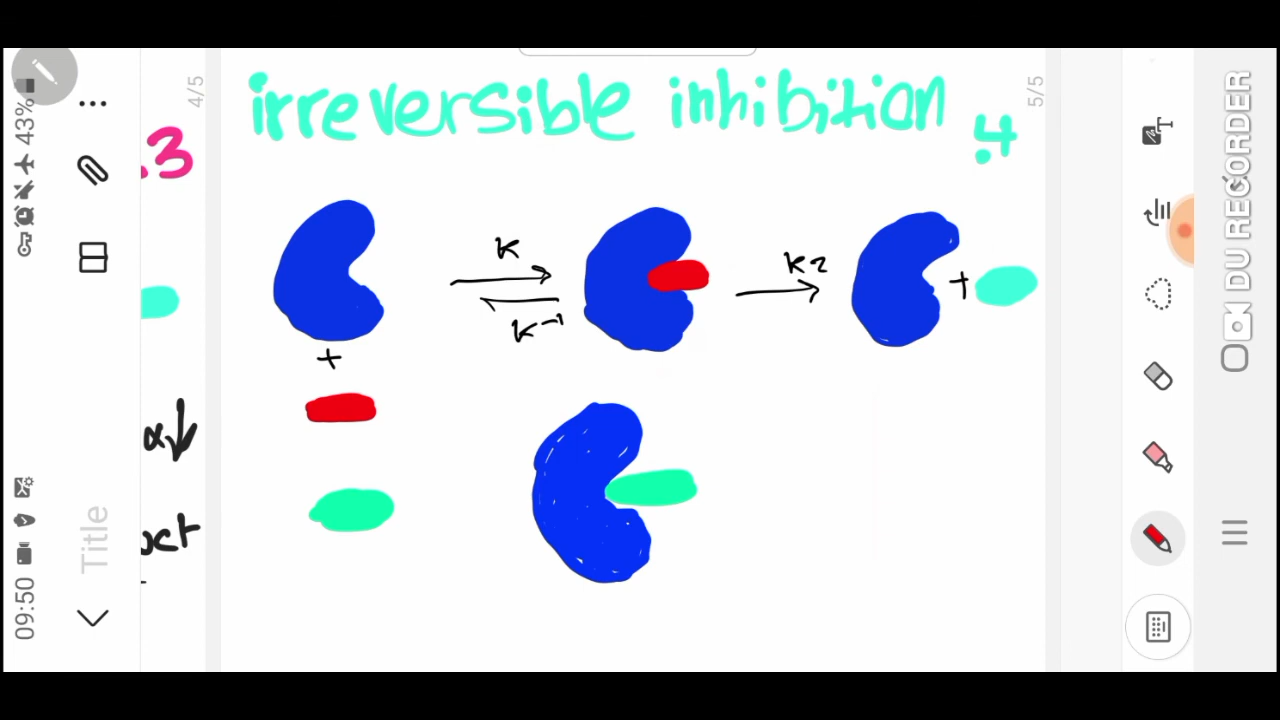 irreversible inhibition .4
4/5
5/5
.3
K
K-1
+
K2
+
α↓
43%
09:50
Title
DU RECORDER